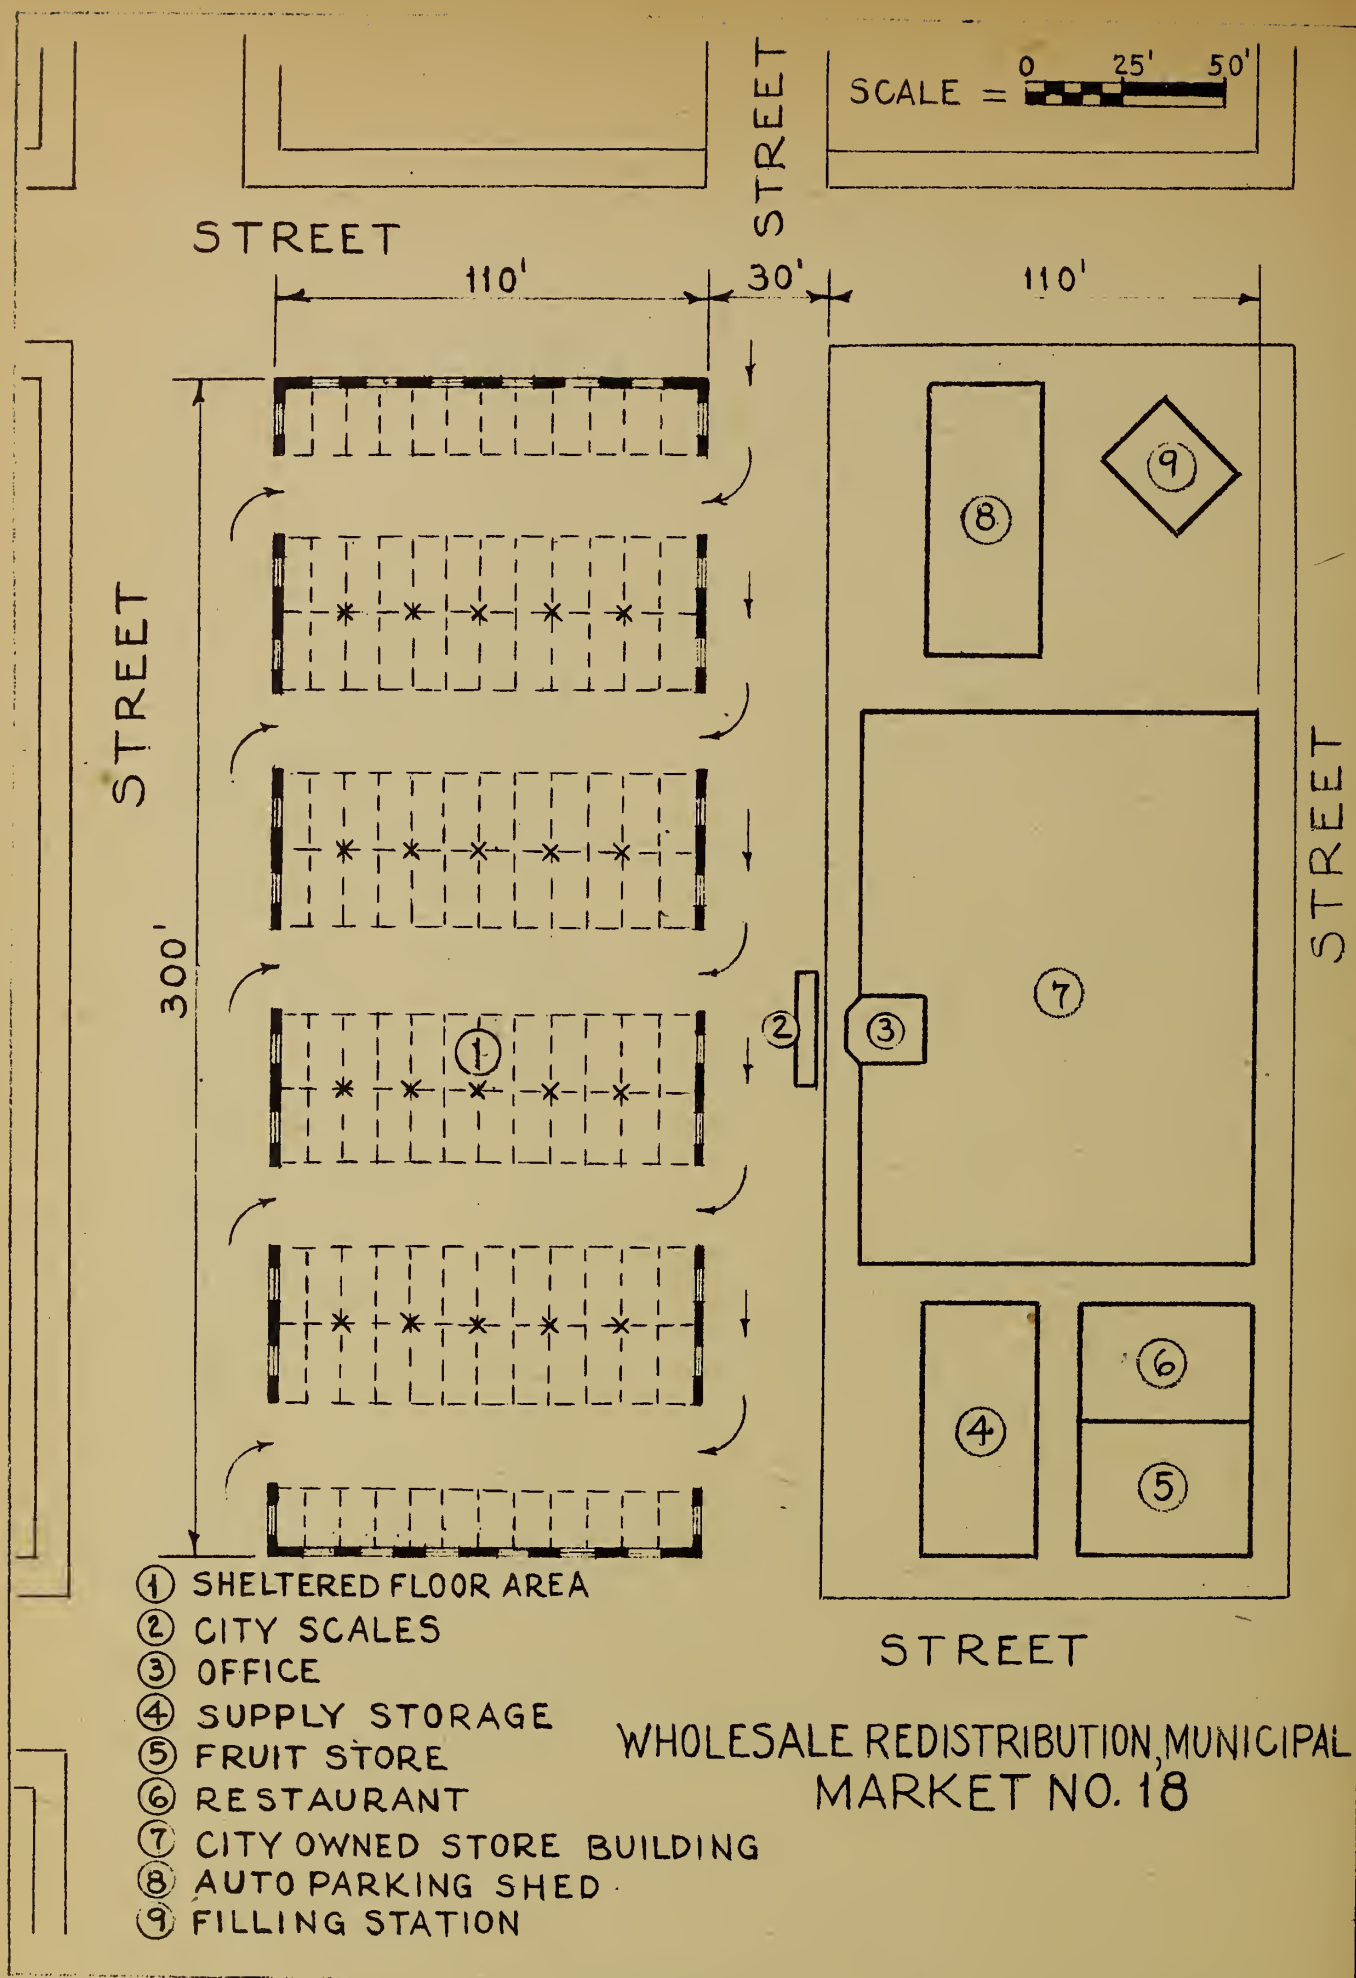 STREET
SCALE =
0 25' 50'
STREET
110' 30' 110'
9
8
STREET
STREET
300'
7
1
2
3
6
4
5
① SHELTERED FLOOR AREA
② CITY SCALES
③ OFFICE
④ SUPPLY STORAGE
⑤ FRUIT STORE
⑥ RESTAURANT
⑦ CITY OWNED STORE BUILDING
⑧ AUTO PARKING SHED
⑨ FILLING STATION
STREET
WHOLESALE REDISTRIBUTION, MUNICIPAL
MARKET NO. 18